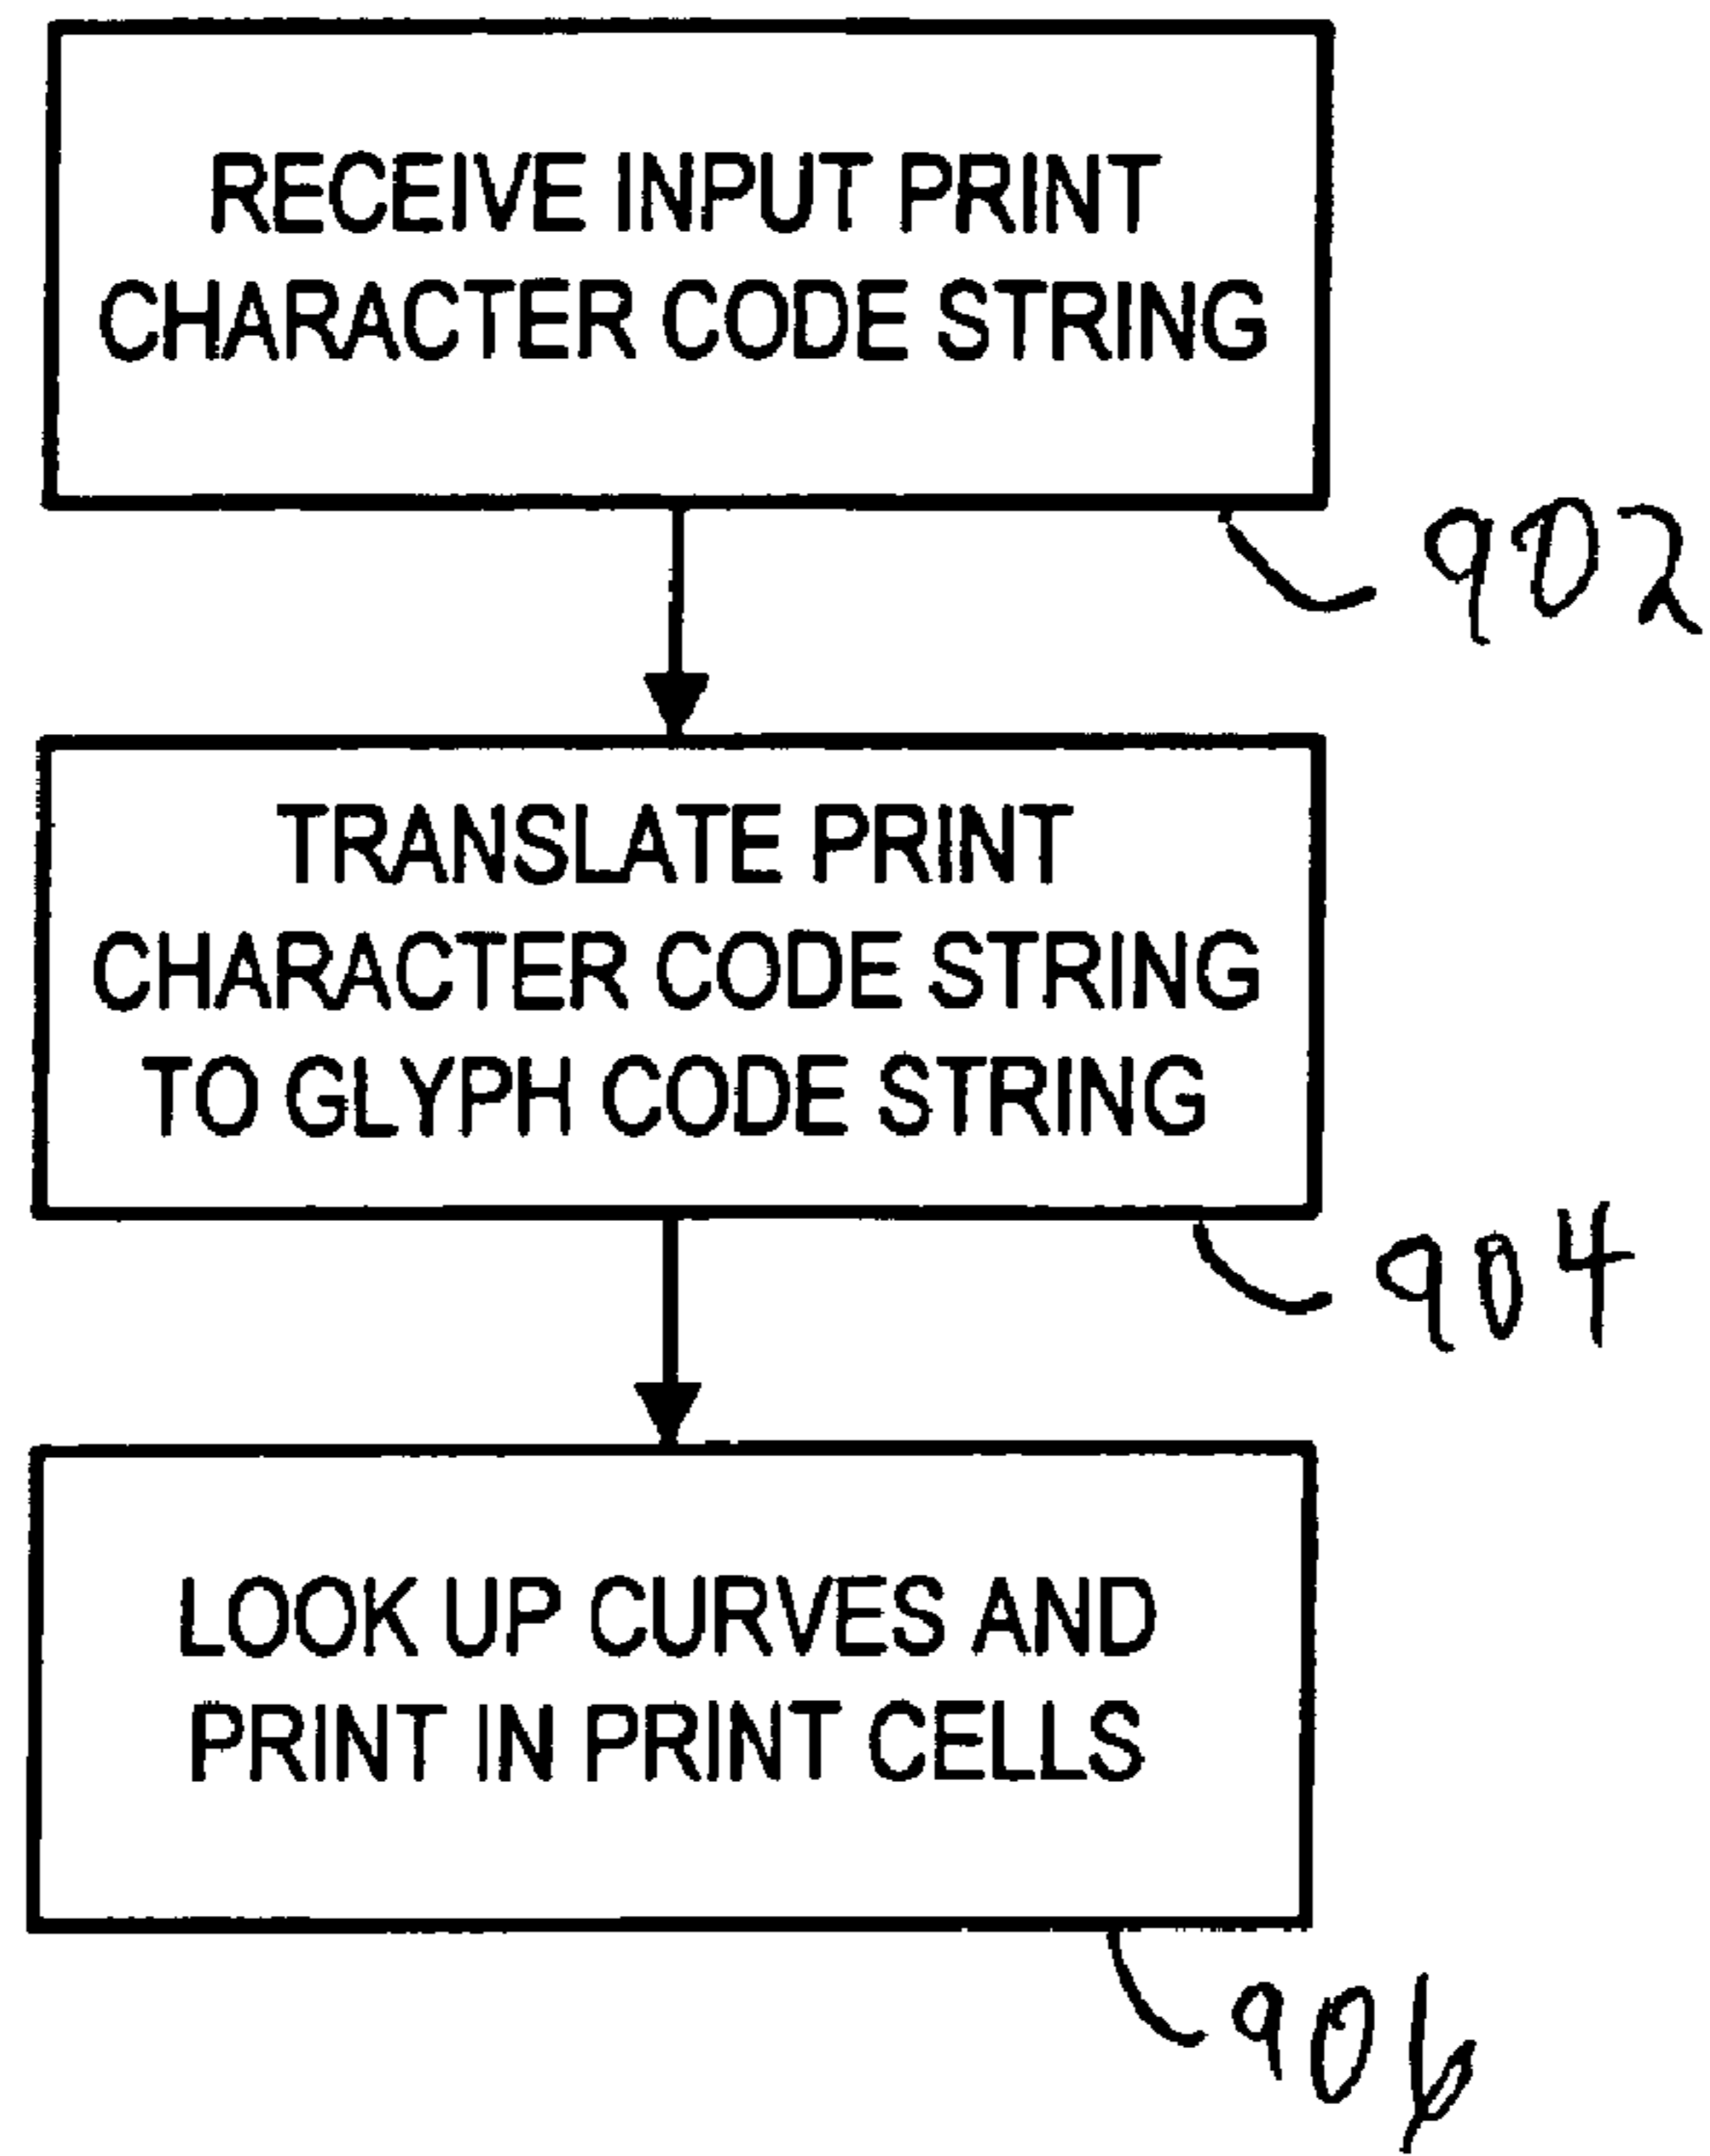 RECEIVE INPUT PRINT
CHARACTER CODE STRING
902
TRANSLATE PRINT
CHARACTER CODE STRING
TO GLYPH CODE STRING
904
LOOK UP CURVES AND
PRINT IN PRINT CELLS
906